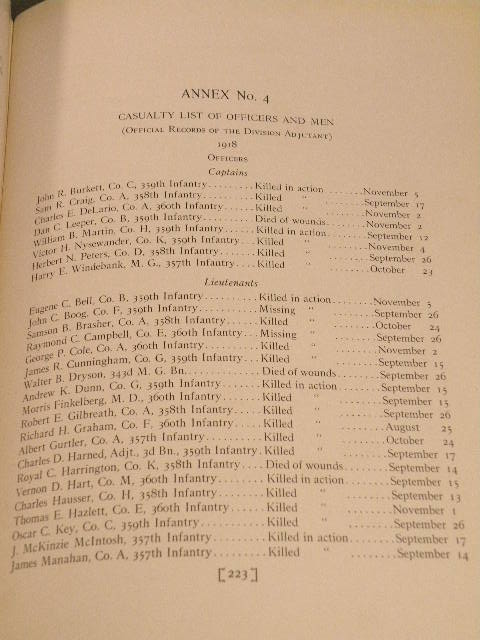 ANNEX No. 4
CASUALTY LIST OF OFFICERS AND MEN
(OFFICIAL RECORDS OF THE DIVISION ADJUTANT)
1918
OFFICERS
Captains
John R. Burkett, Co. C, 359th Infantry.........Killed in action.......November 5
Sam R. Craig, Co. A, 358th Infantry.........Killed " .......September 17
Charles E. DeLario, Co. A, 360th Infantry.......Killed " .......November 2
Dan C. Leeper, Co. B, 359th Infantry.........Died of wounds.......November 2
William B. Martin, Co. H, 359th Infantry.......Killed in action.......September 12
Victor H. Nysewander, Co. K, 359th Infantry....Killed " .......November 4
Herbert N. Peters, Co. D, 358th Infantry.......Killed " .......September 26
Harry E. Windebank, M. G., 357th Infantry......Killed " .......October 23
Lieutenants
Eugene C. Bell, Co. B, 359th Infantry.........Killed in action.......November 5
John C. Boog, Co. F, 359th Infantry..........Missing " .......September 26
Samson B. Brasher, Co. A, 358th Infantry......Killed " .......October 24
Raymond C. Campbell, Co. E, 360th Infantry....Missing " .......September 26
George P. Cole, Co. A, 360th Infantry........Killed " .......November 2
James R. Cunningham, Co. G, 359th Infantry....Killed " .......September 15
Walter B. Dryson, 343d M. G. Bn.............Died of wounds.......September 26
Andrew K. Dunn, Co. G, 359th Infantry........Killed in action.......September 15
Morris Finkelberg, M. D., 360th Infantry......Killed " .......September 15
Robert E. Gilbreath, Co. A, 358th Infantry....Killed " .......September 26
Richard H. Graham, Co. F, 360th Infantry.....Killed " .......August 25
Albert Gurtler, Co. A, 357th Infantry........Killed " .......October 24
Charles D. Harned, Adjt., 3d Bn., 359th Infantry.Killed " .......September 17
Royal C. Harrington, Co. K, 358th Infantry....Died of wounds.......September 14
Vernon D. Hart, Co. M, 360th Infantry........Killed in action.......September 15
Charles Hausser, Co. H, 358th Infantry.......Killed " .......September 13
Thomas E. Hazlett, Co. E, 360th Infantry.....Killed " .......November 1
Oscar C. Key, Co. C, 359th Infantry.........Killed " .......September 26
J. McKinzie McIntosh, 357th Infantry........Killed in action.......September 17
James Manahan, Co. A, 357th Infantry........Killed " .......September 14
[223]